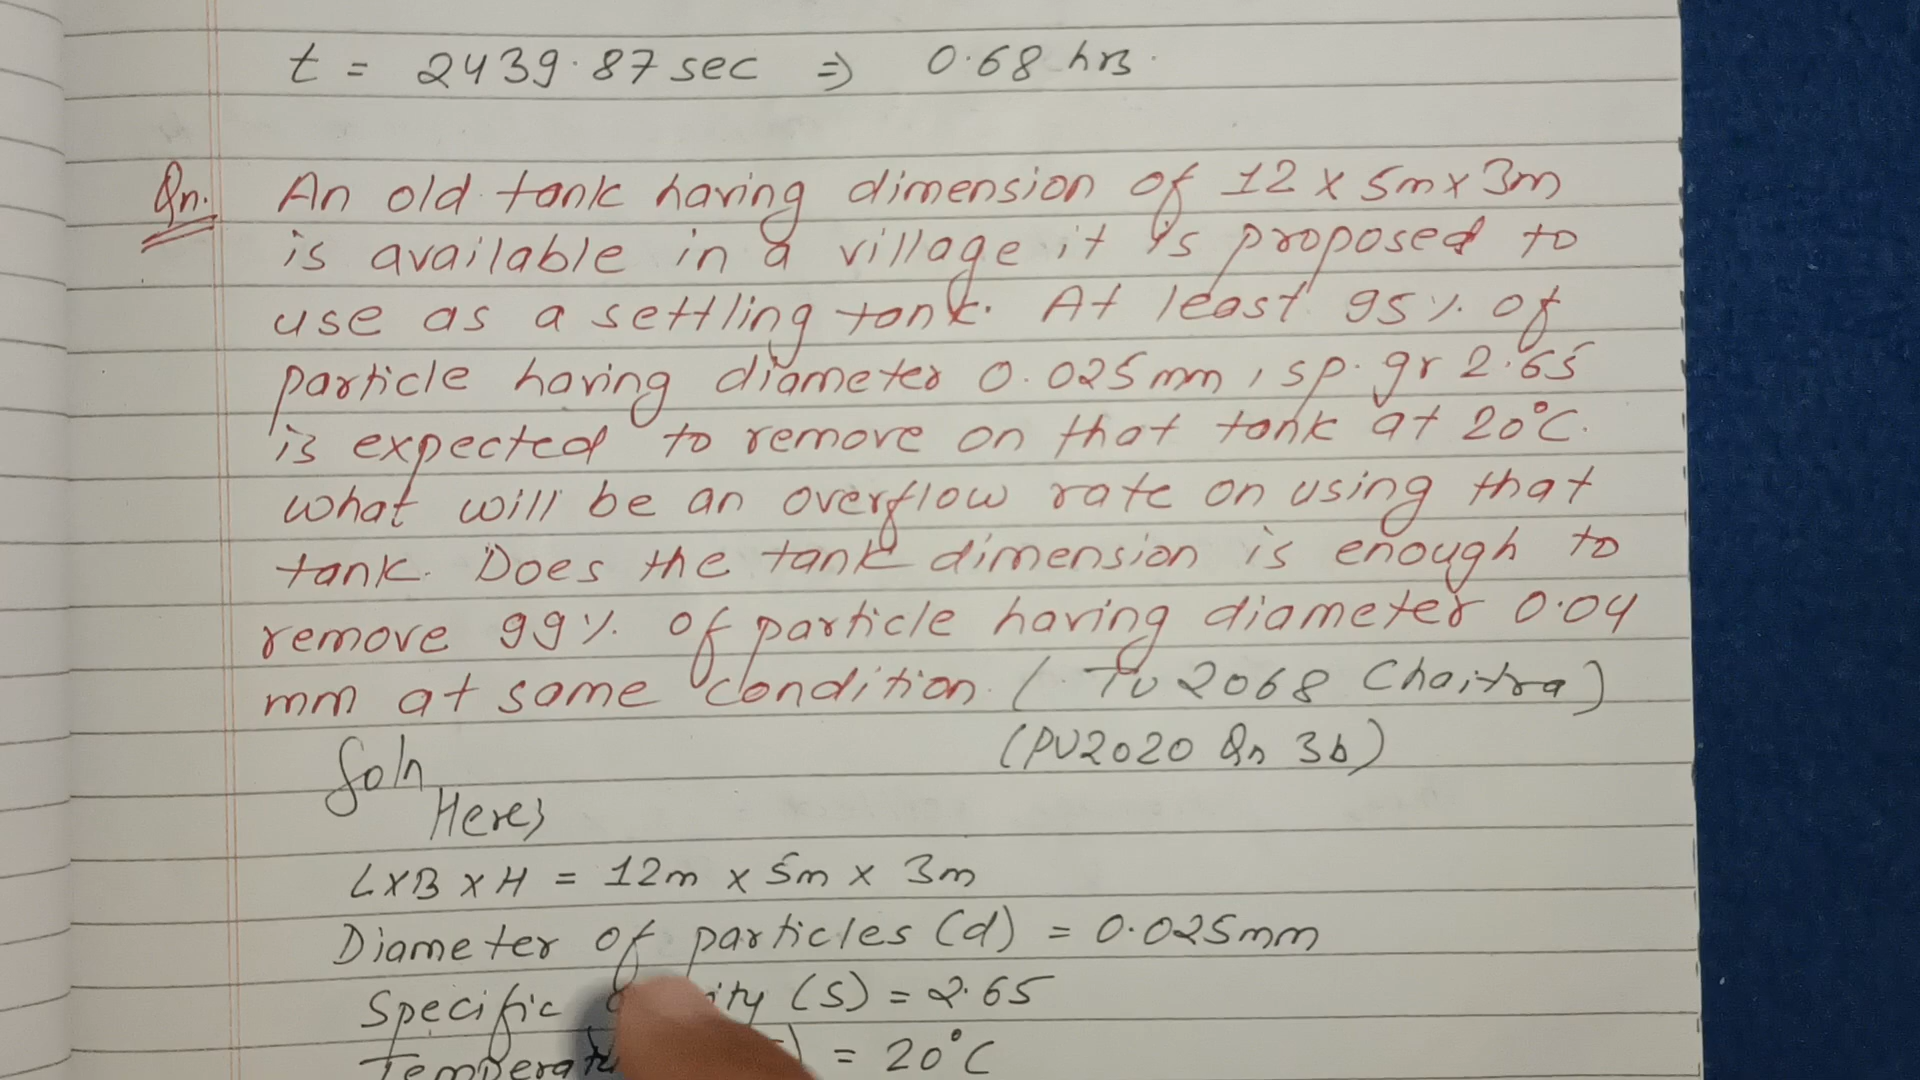 t = 2439.87 sec ⇒ 0.68 hrs.
Qn. An old tank having dimension of 12 x 5m x 3m
is available in a village it is proposed to
use as a settling tank. At least 95%. of
particle having diameter 0.025mm, sp.gr 2.65
is expected to remove on that tank at 20°C.
What will be an overflow rate on using that
tank. Does the tank dimension is enough to
remove 99%. of particle having diameter 0.04
mm at same condition. (TU 2068 Chaitra)
(PU2020 Qn 3b)
Soln
Here,
LXBXH = 12m x 5m x 3m
Diameter of particles (d) = 0.025mm
Specific (S) = 2.65
= 20°C